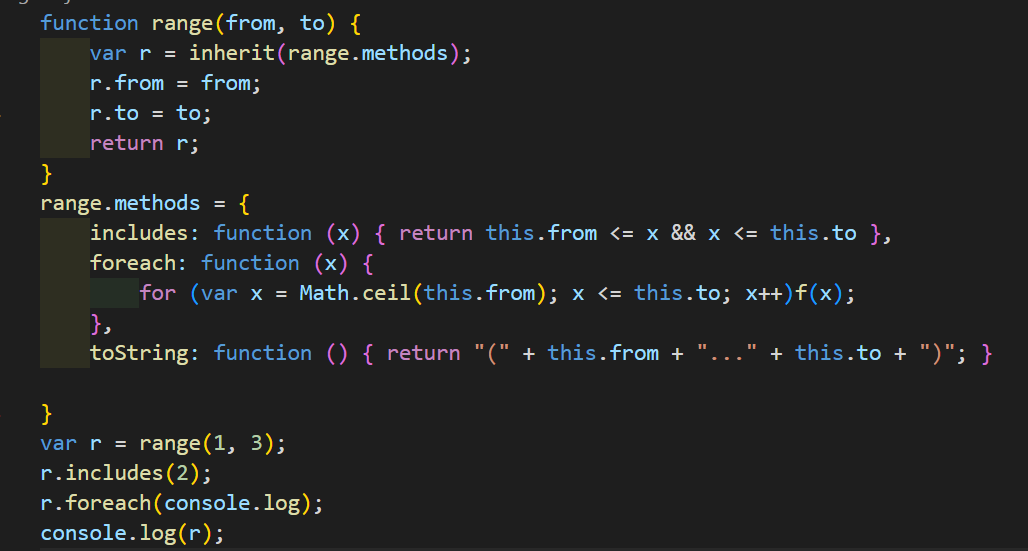 function range(from, to) {
    var r = inherit(range.methods);
    r.from = from;
    r.to = to;
    return r;
}
range.methods = {
    includes: function (x) { return this.from <= x && x <= this.to },
    foreach: function (x) {
        for (var x = Math.ceil(this.from); x <= this.to; x++)f(x);
    },
    toString: function () { return "(" + this.from + "..." + this.to + ")"; }
}
var r = range(1, 3);
r.includes(2);
r.foreach(console.log);
console.log(r);